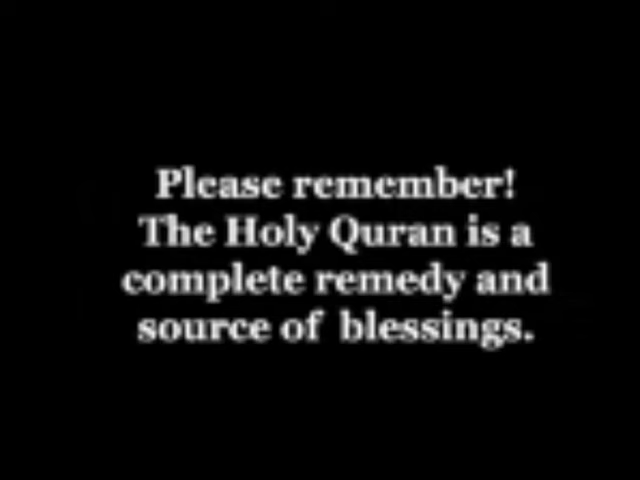 Please remember!
The Holy Quran is a
complete remedy and
source of blessings.